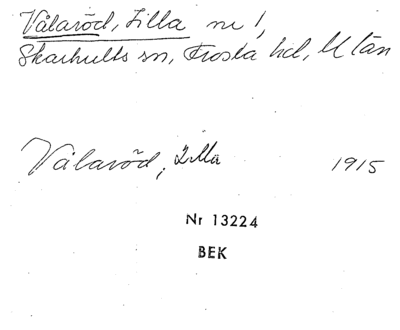 Vålaröd, Lilla nr 1,
Skarhults sn, Frosta hd, M län
Vålaröd, Lilla 1915
Nr 13224
BEK